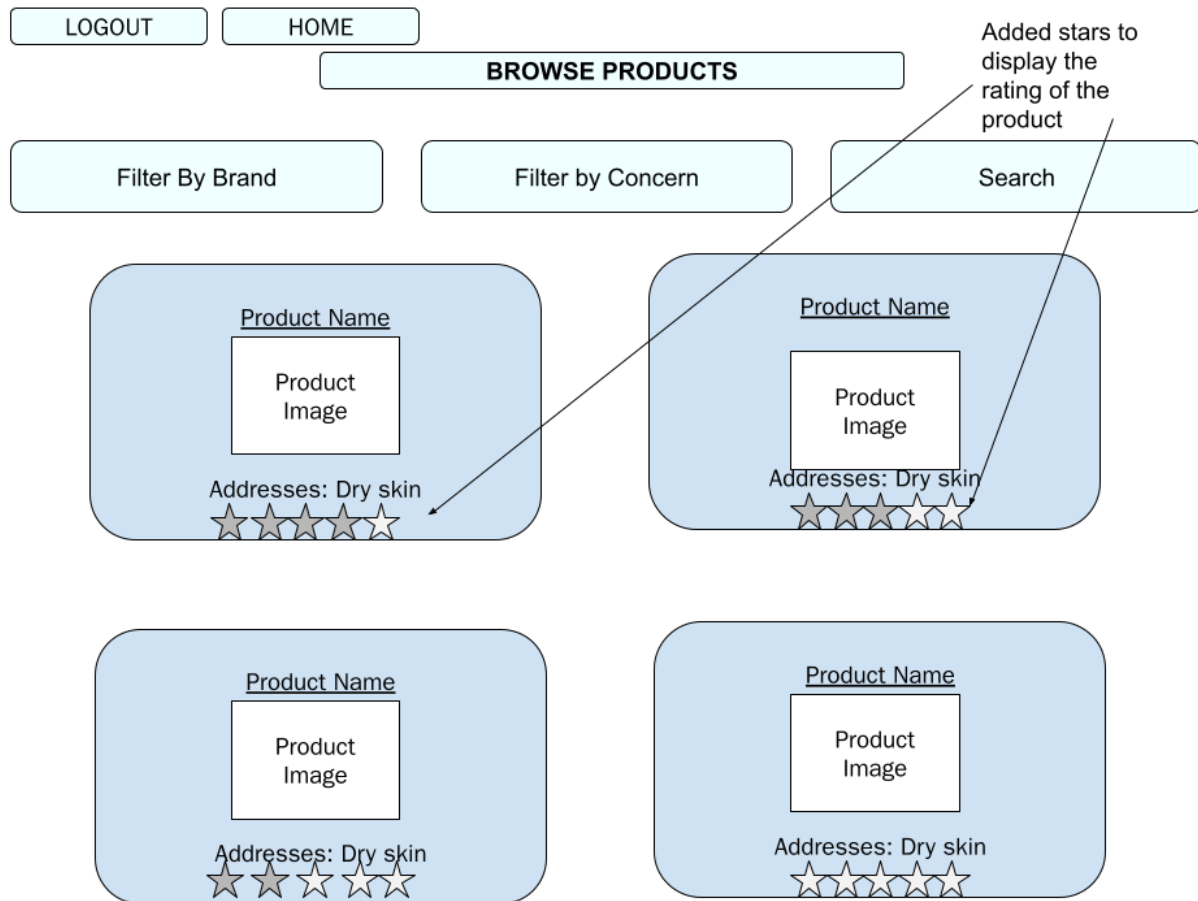 LOGOUT
HOME
BROWSE PRODUCTS
Added stars to
display the
rating of the
product
Filter By Brand
Filter by Concern
Search
Product Name
Product
Image
Addresses: Dry skin
Product Name
Product
Image
Addresses: Dry skin
Product Name
Product
Image
Addresses: Dry skin
Product Name
Product
Image
Addresses: Dry skin